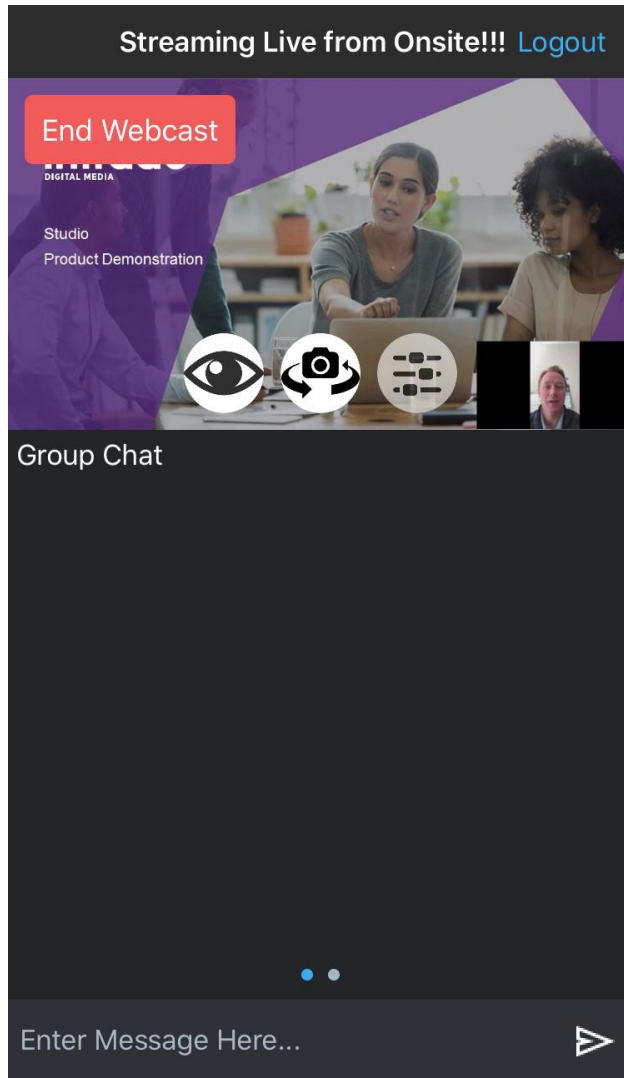 Streaming Live from Onsite!!! Logout
End Webcast
DIGITAL MEDIA
Studio
Product Demonstration
Group Chat
Enter Message Here...